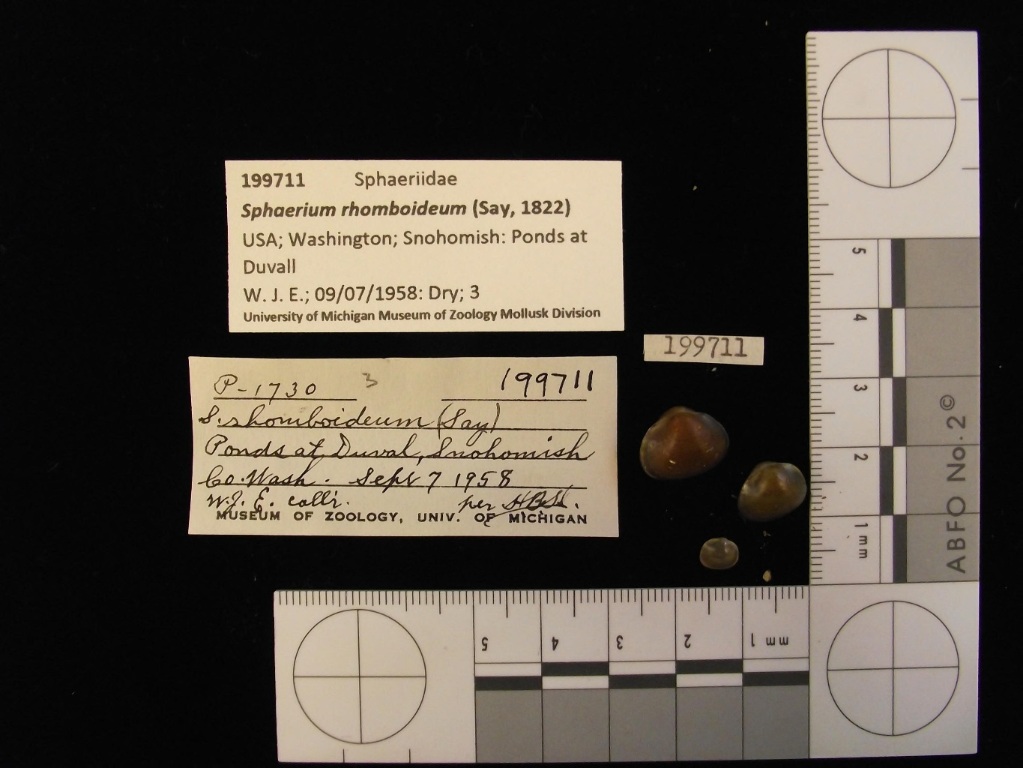 199711 Sphaeriidae
Sphaerium rhomboideum (Say, 1822)
USA; Washington; Snohomish: Ponds at
Duvall
W. J. E.; 09/07/1958: Dry; 3
University of Michigan Museum of Zoology Mollusk Division
199711
P-1730 3 199711
S. rhomboideum (Say)
Ponds at Duval, Snohomish
Co. Wash. Sept 7 1958
W.J.E. coll'r. per
MUSEUM OF ZOOLOGY, UNIV. OF MICHIGAN
5
4
3
2
1 mm
ABFO No. 2 ©
5 4 3 2 1 mm